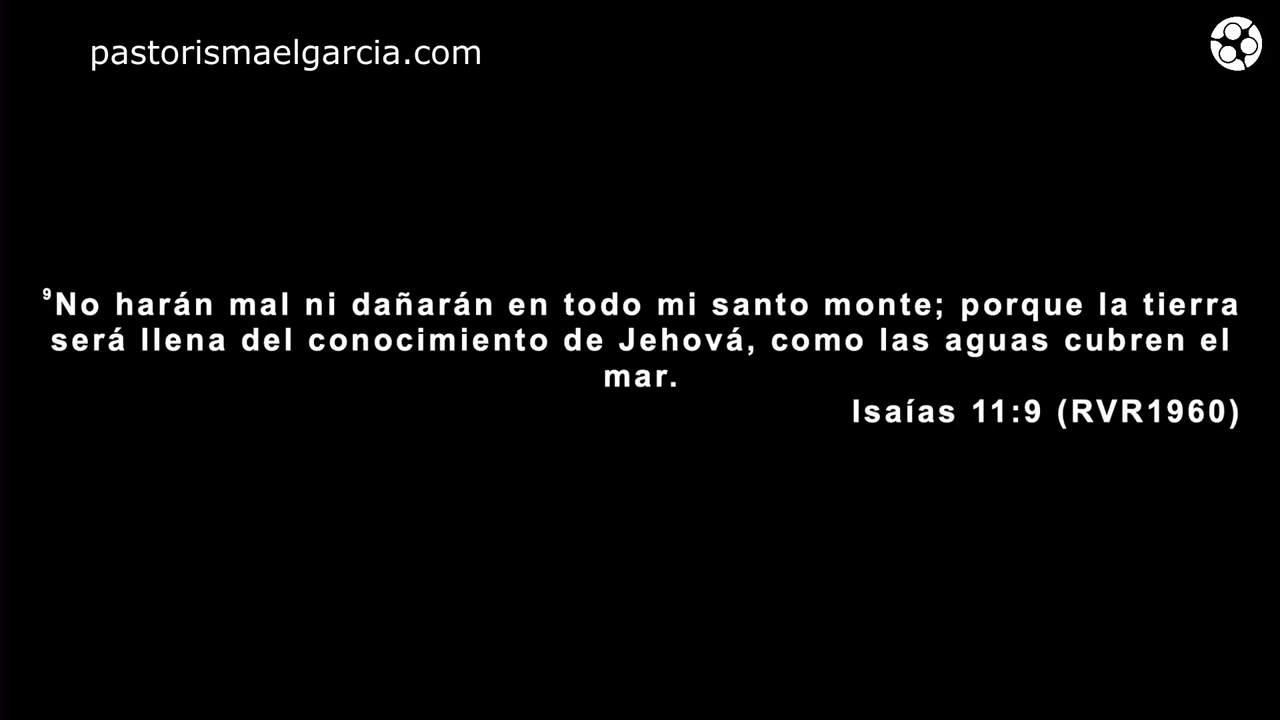 pastorismaelgarcia.com
⁹No harán mal ni dañarán en todo mi santo monte; porque la tierra
será llena del conocimiento de Jehová, como las aguas cubren el
mar.
Isaías 11:9 (RVR1960)